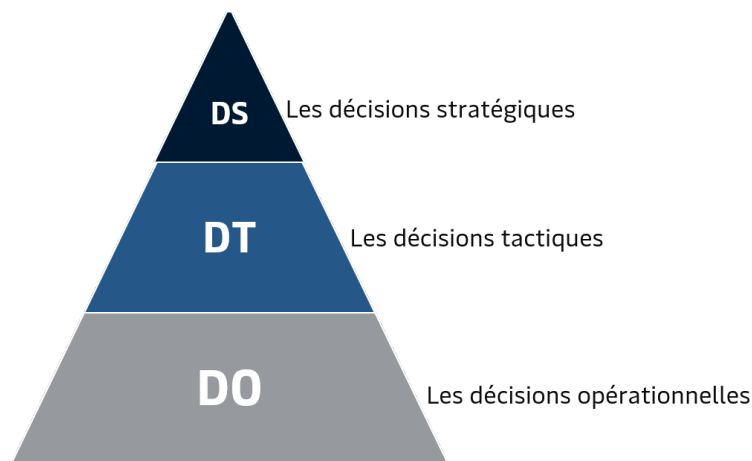 DS
Les décisions stratégiques
DT
Les décisions tactiques
DO
Les décisions opérationnelles